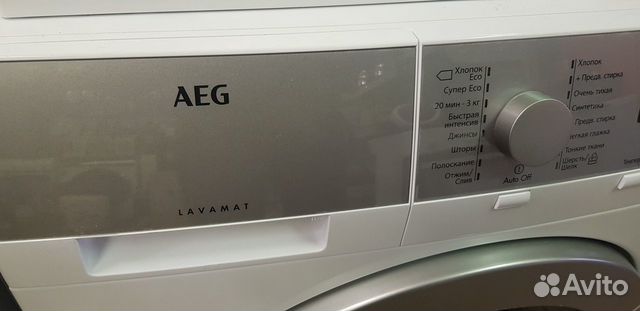 AEG
LAVAMAT
Хлопок
Eco
Супер Eco
20 мин - 3 кг
Быстрая
интенсив
Джинсы
Шторы
Полоскание
Отжим/
Слив
Auto Off
Хлопок
+ Предв. стирка
Очень тихая
Синтетика
Предв. стирка
Легкая глажка
Тонкие ткани
Шерсть/
Шелк
Avito